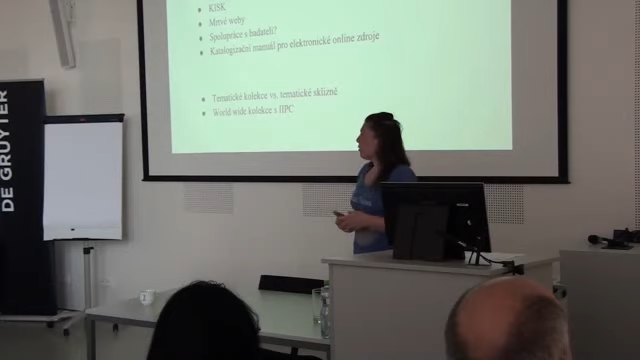 KISK
Mrtvé weby
Spolupráce s badateli?
Katalogizační manuál pro elektronické online zdroje
Tematické kolekce vs. tematické sklizně
World wide kolekce s IIPC
DE GRUYTER